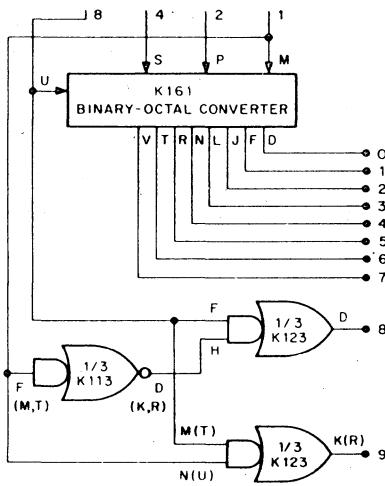 8 4 2 1
S P M
U
K161
BINARY-OCTAL CONVERTER
V T R N L J F D
0
1
2
3
4
5
6
7
F D
1/3
K123
8
H
1/3
K113
F D
(M,T) (K,R)
M(T)
1/3
K123
K(R)
9
N(U)